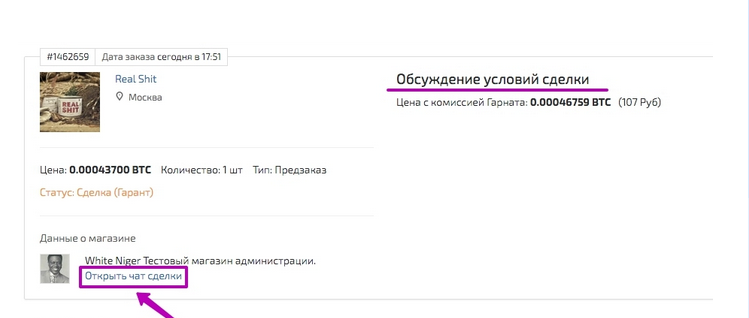 #1462659 Дата заказа сегодня в 17:51
Real Shit
Москва
REAL
SHIT
Обсуждение условий сделки
Цена с комиссией Гарната: 0.00046759 BTC (107 Руб)
Цена: 0.00043700 BTC Количество: 1 шт Тип: Предзаказ
Статус: Сделка (Гарант)
Данные о магазине
White Niger Тестовый магазин администрации.
Открыть чат сделки